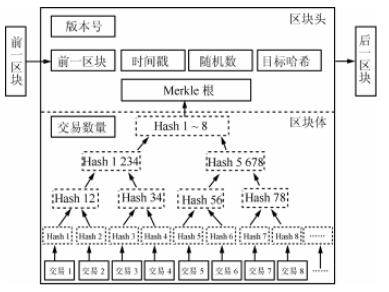 版本号
区块头
前一区块
前一区块 时间戳 随机数 目标哈希
后一区块
Merkle 根
交易数量
Hash 1 ~ 8
区块体
Hash 1 234 Hash 5 678
Hash 12 Hash 34 Hash 56 Hash 78
Hash 1 Hash 2 Hash 3 Hash 4 Hash 5 Hash 6 Hash 7 Hash 8 ……
交易 1 交易 2 交易 3 交易 4 交易 5 交易 6 交易 7 交易 8 ……